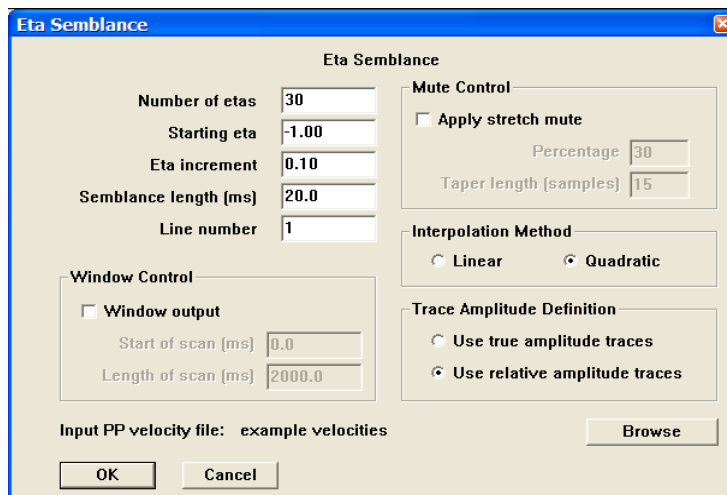 Eta Semblance
Eta Semblance
Number of etas 30
Starting eta -1.00
Eta increment 0.10
Semblance length (ms) 20.0
Line number 1
Window Control
Window output
Start of scan (ms) 0.0
Length of scan (ms) 2000.0
Mute Control
Apply stretch mute
Percentage 30
Taper length (samples) 15
Interpolation Method
Linear Quadratic
Trace Amplitude Definition
Use true amplitude traces
Use relative amplitude traces
Input PP velocity file: example velocities Browse
OK Cancel